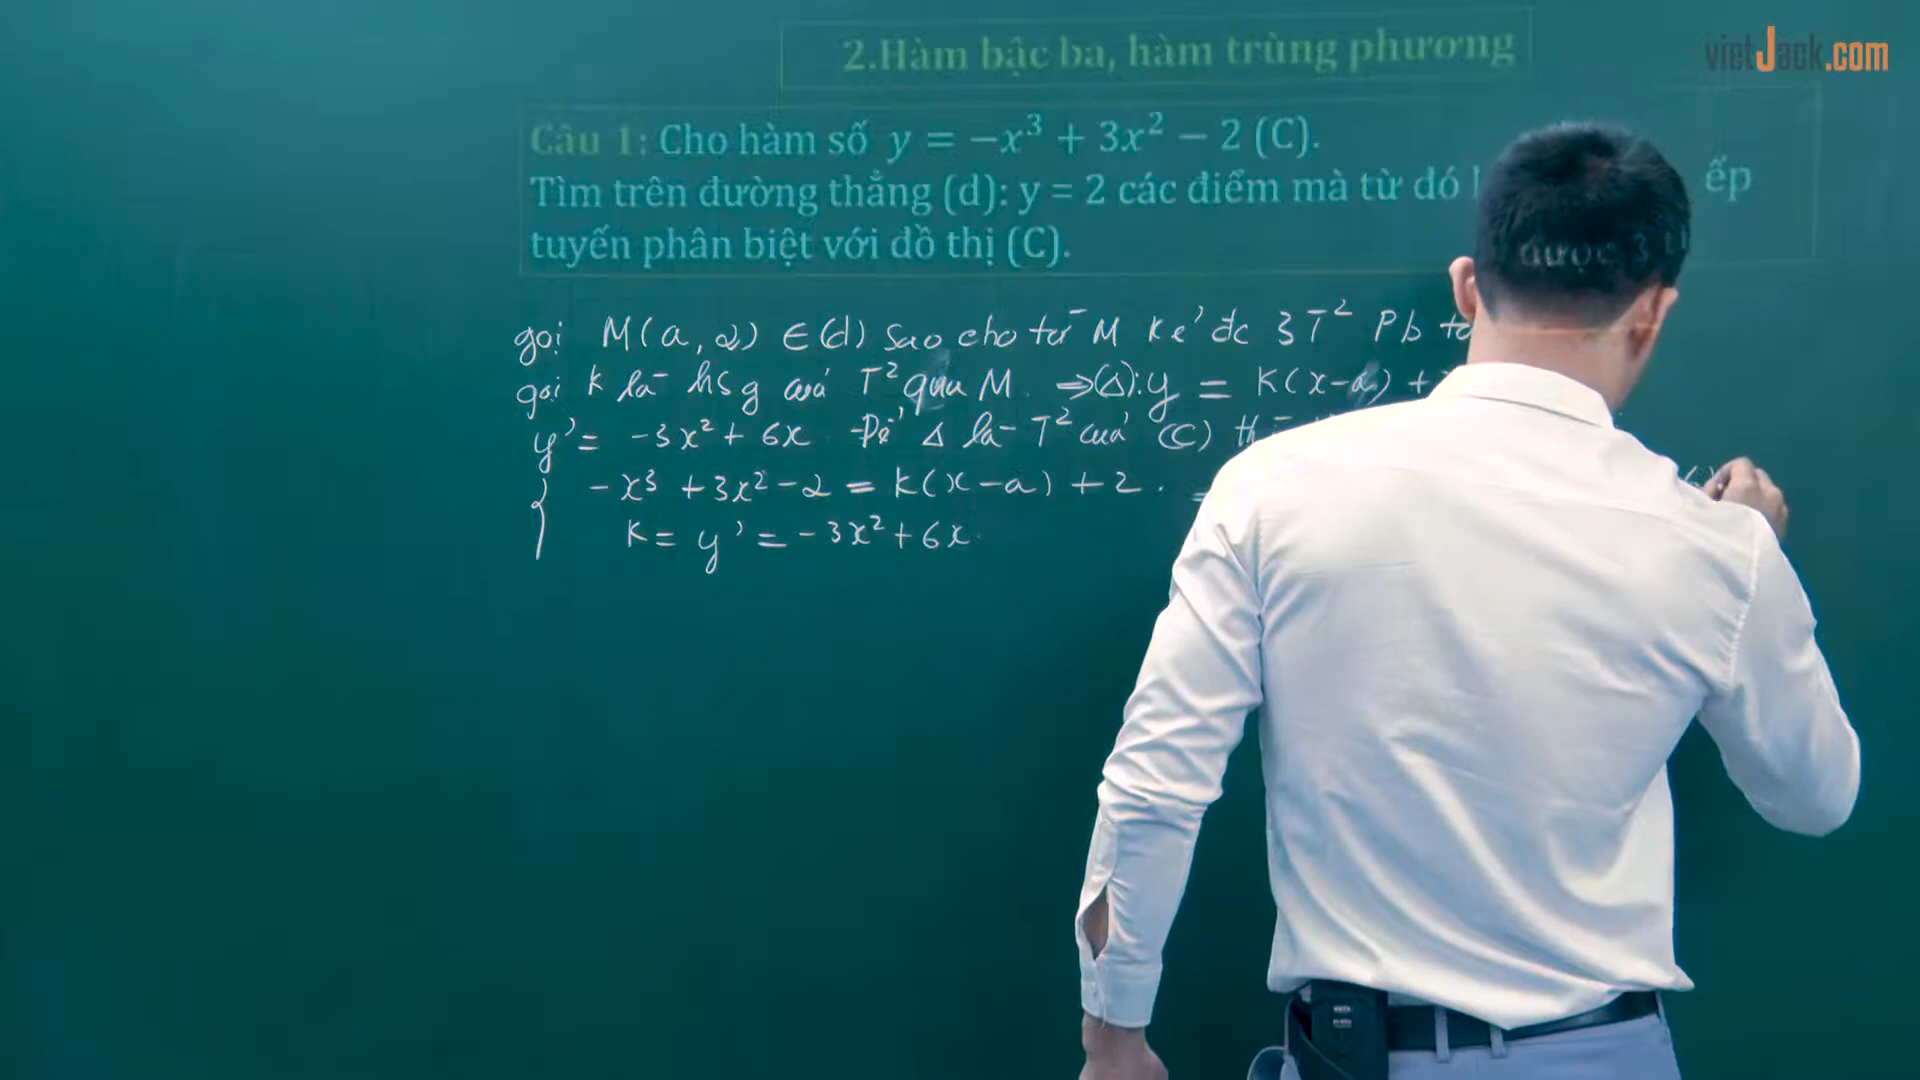 vietJack.com
2.Hàm bậc ba, hàm trùng phương
Câu 1: Cho hàm số y = −x³ + 3x² − 2 (C).
Tìm trên đường thẳng (d): y = 2 các điểm mà từ đó được 3 ếp
tuyến phân biệt với đồ thị (C).
gọi M(a, 2) ∈ (d) sao cho từ M kẻ đc 3 T² Pb
gọi k là hsg của T² qua M ⇒ (Δ): y = k(x-a) +
y' = -3x² + 6x Để Δ là T² của (C)
-x³ + 3x² - 2 = k(x-a) + 2.
k = y' = -3x² + 6x